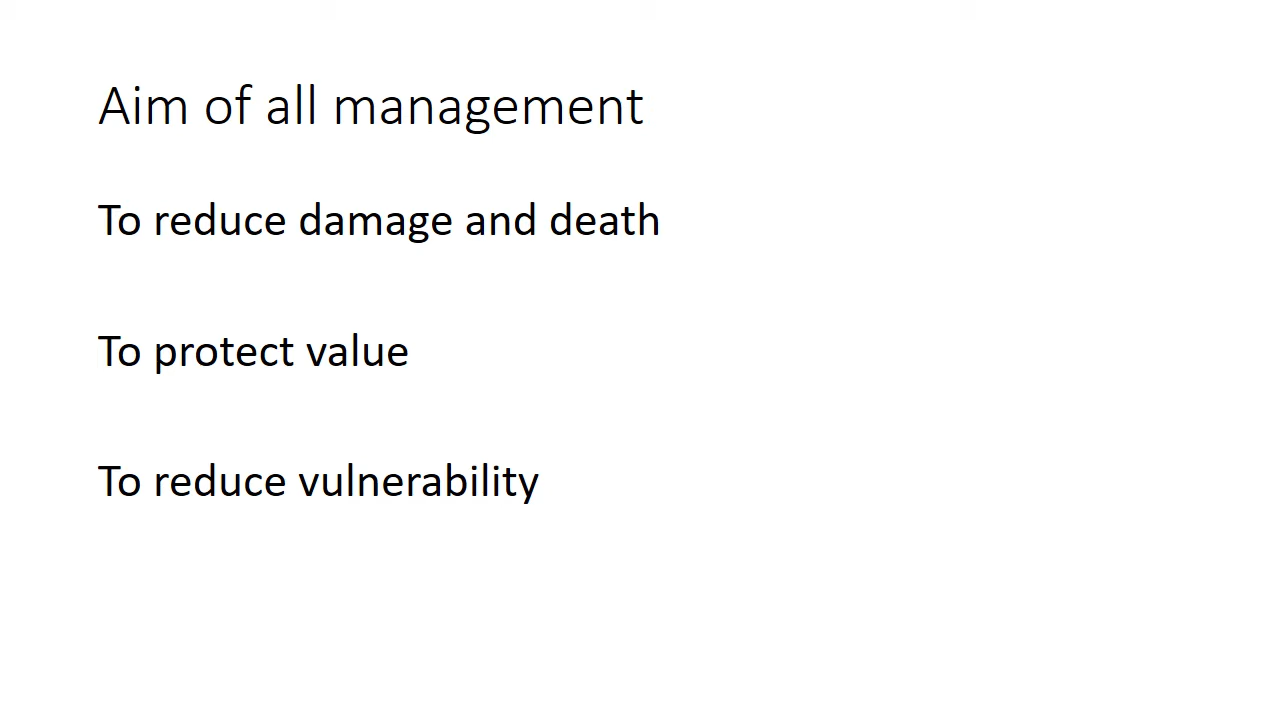 Aim of all management
To reduce damage and death
To protect value
To reduce vulnerability